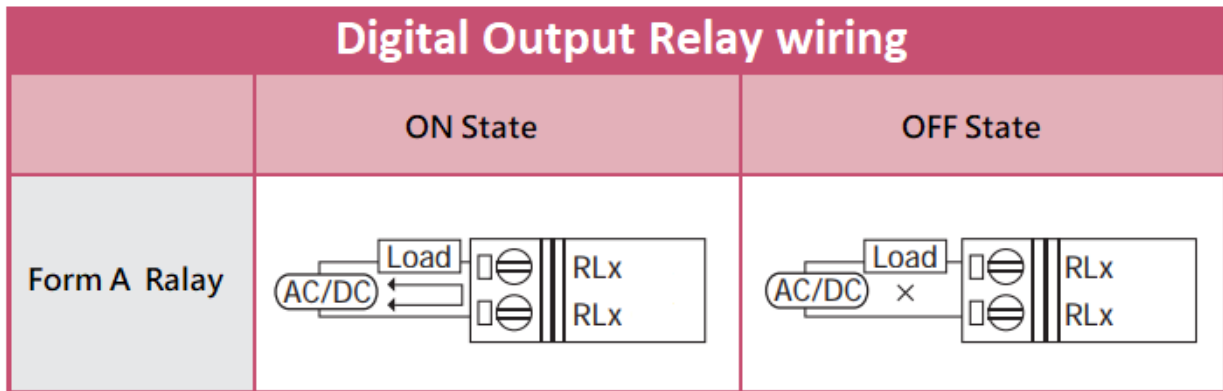 Digital Output Relay wiring
ON State
OFF State
Form A Ralay
Load
AC/DC
RLx
RLx
Load
AC/DC
×
RLx
RLx